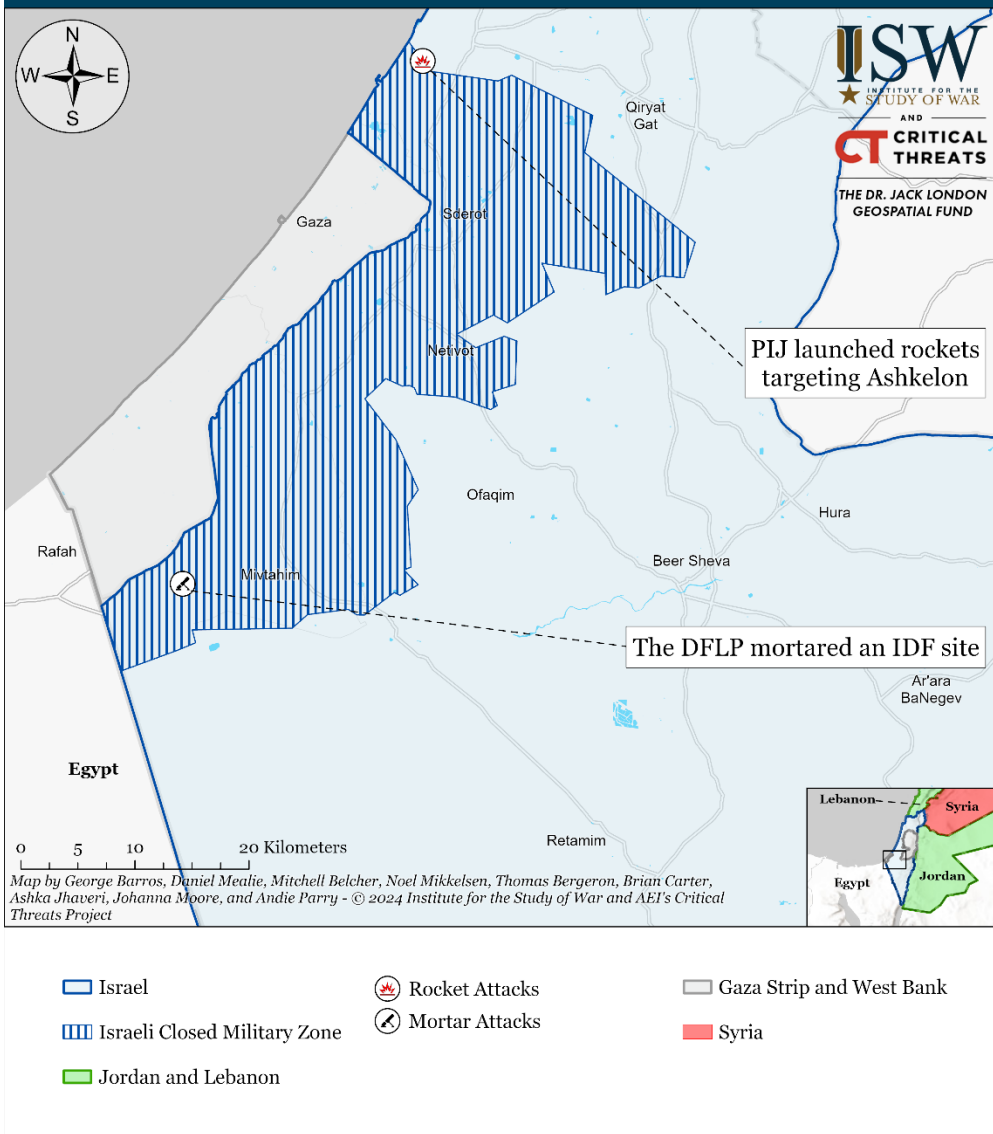 N
W
E
S
ISW
INSTITUTE FOR THE
STUDY OF WAR
AND
CT CRITICAL
THREATS
THE DR. JACK LONDON
GEOSPATIAL FUND
Qiryat
Gat
Gaza
Sderot
PIJ launched rockets
targeting Ashkelon
Netivot
Ofaqim
Hura
Rafah
Beer Sheva
Mivtahim
The DFLP mortared an IDF site
Ar'ara
BaNegev
Egypt
Retamim
0 5 10 20 Kilometers
Map by George Barros, Daniel Mealie, Mitchell Belcher, Noel Mikkelsen, Thomas Bergeron, Brian Carter,
Ashka Jhaveri, Johanna Moore, and Andie Parry - © 2024 Institute for the Study of War and AEI's Critical
Threats Project
Lebanon
Syria
Egypt
Jordan
Israel
Rocket Attacks
Gaza Strip and West Bank
Israeli Closed Military Zone
Mortar Attacks
Syria
Jordan and Lebanon